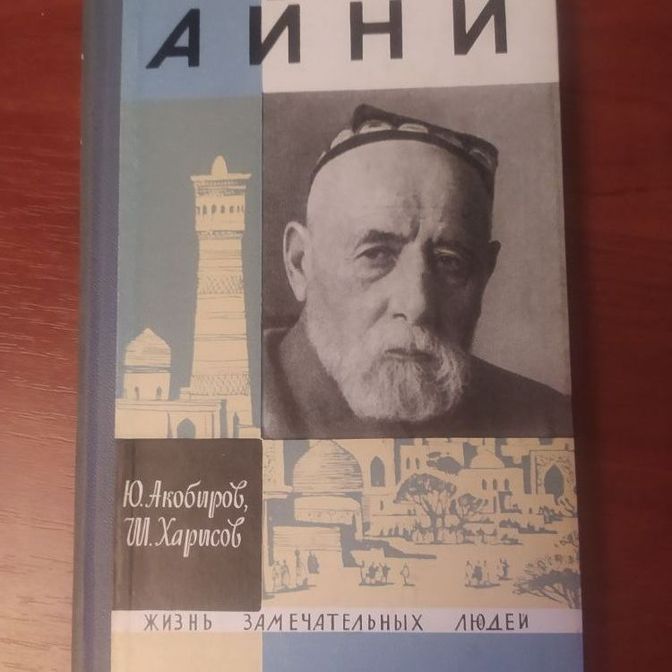 АЙНИ
Ю. Акобиров,
Ш. Харисов
ЖИЗНЬ ЗАМЕЧАТЕЛЬНЫХ ЛЮДЕЙ